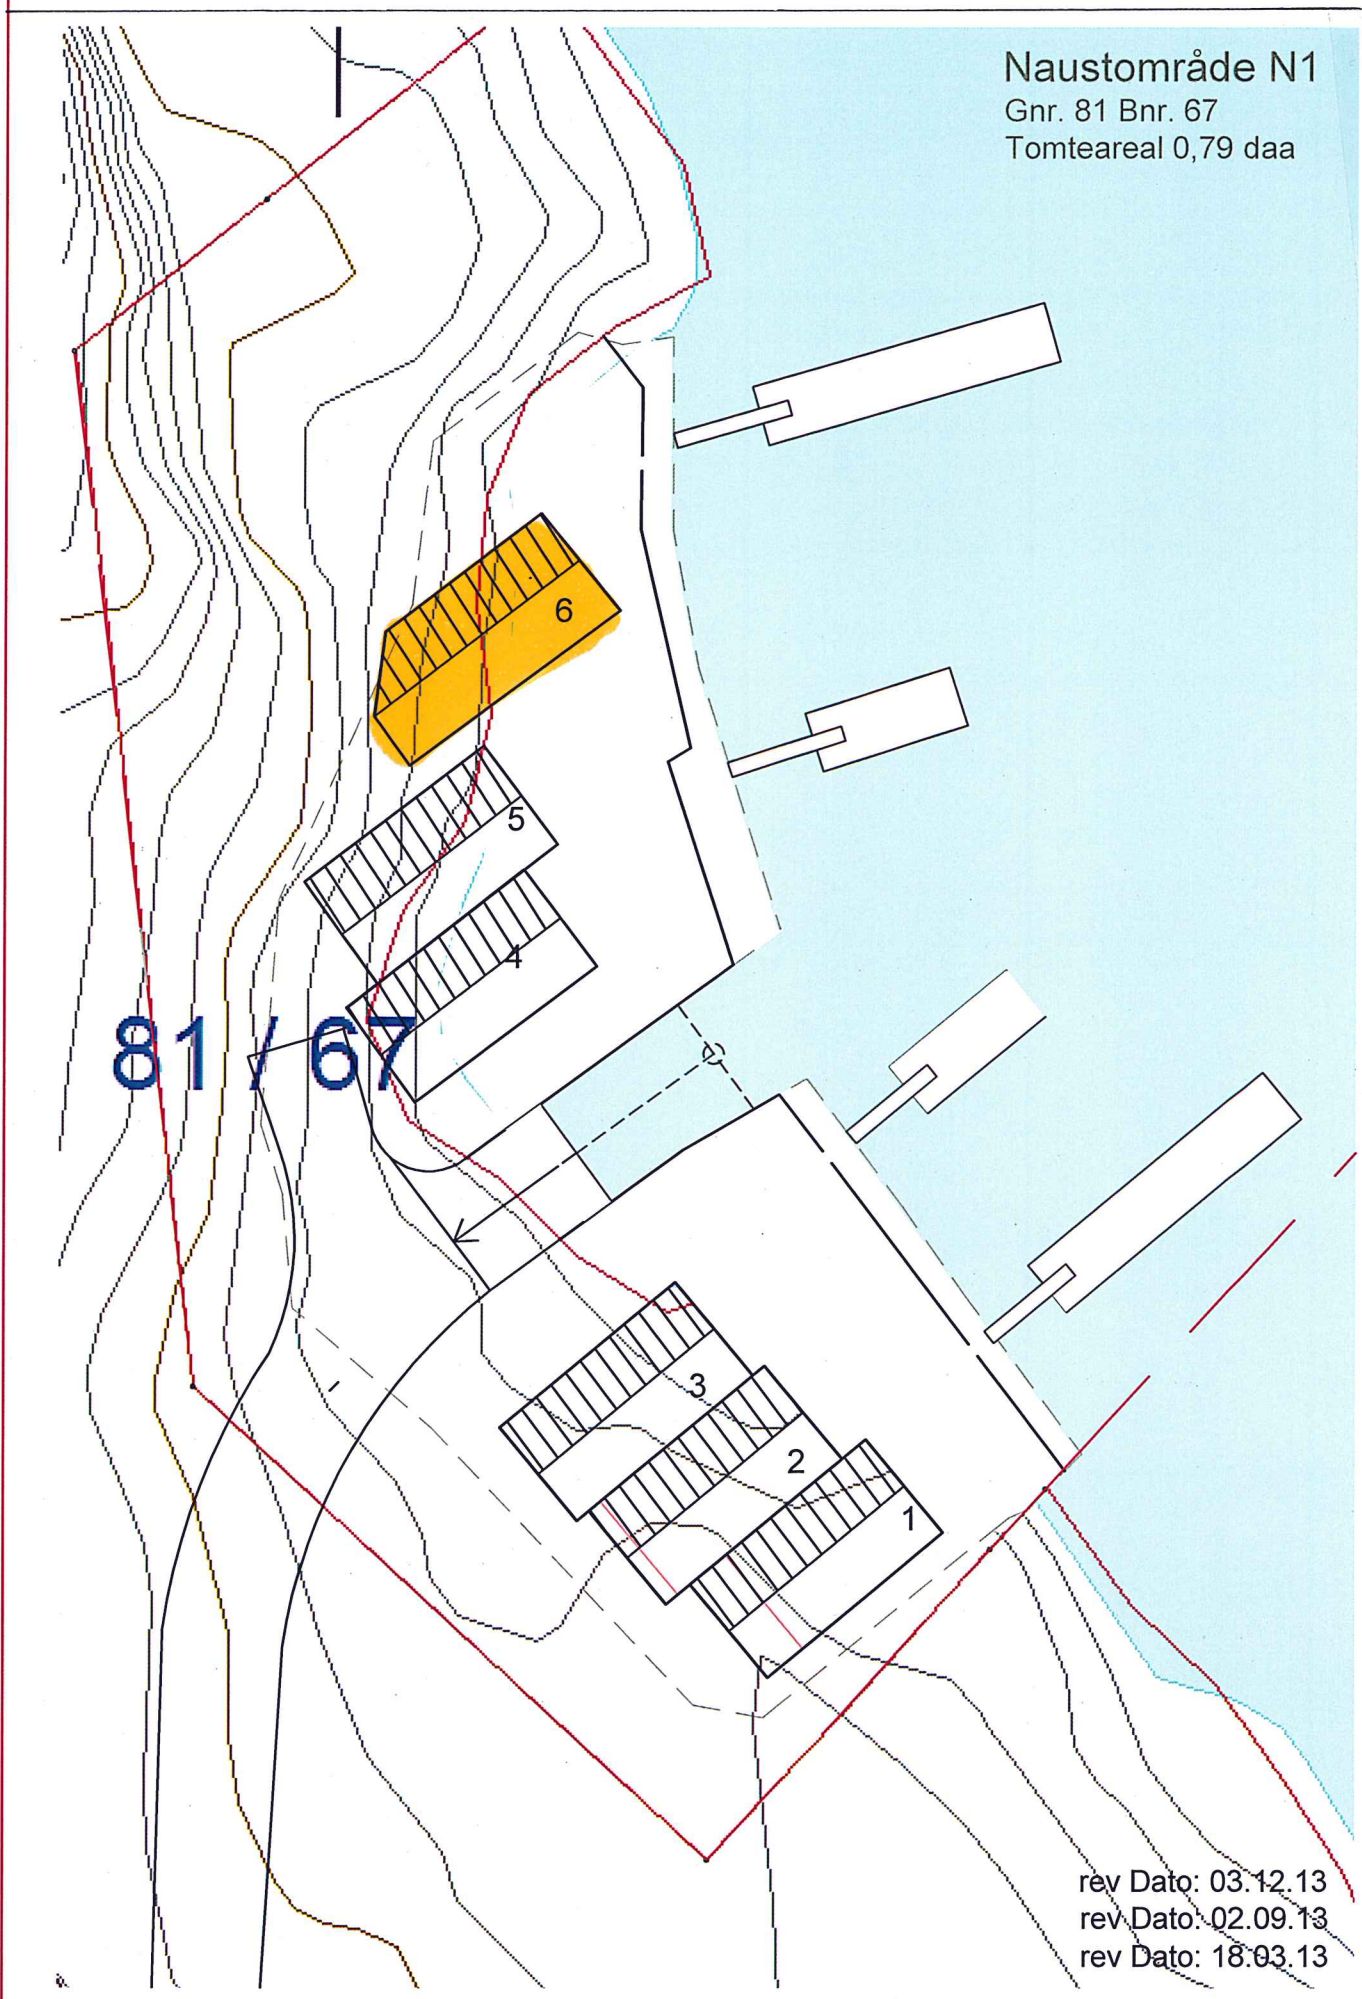 Naustområde N1
Gnr. 81 Bnr. 67
Tomteareal 0,79 daa
6
5
4
81 / 67
3
2
1
rev Dato: 03.12.13
rev Dato: 02.09.13
rev Dato: 18.03.13